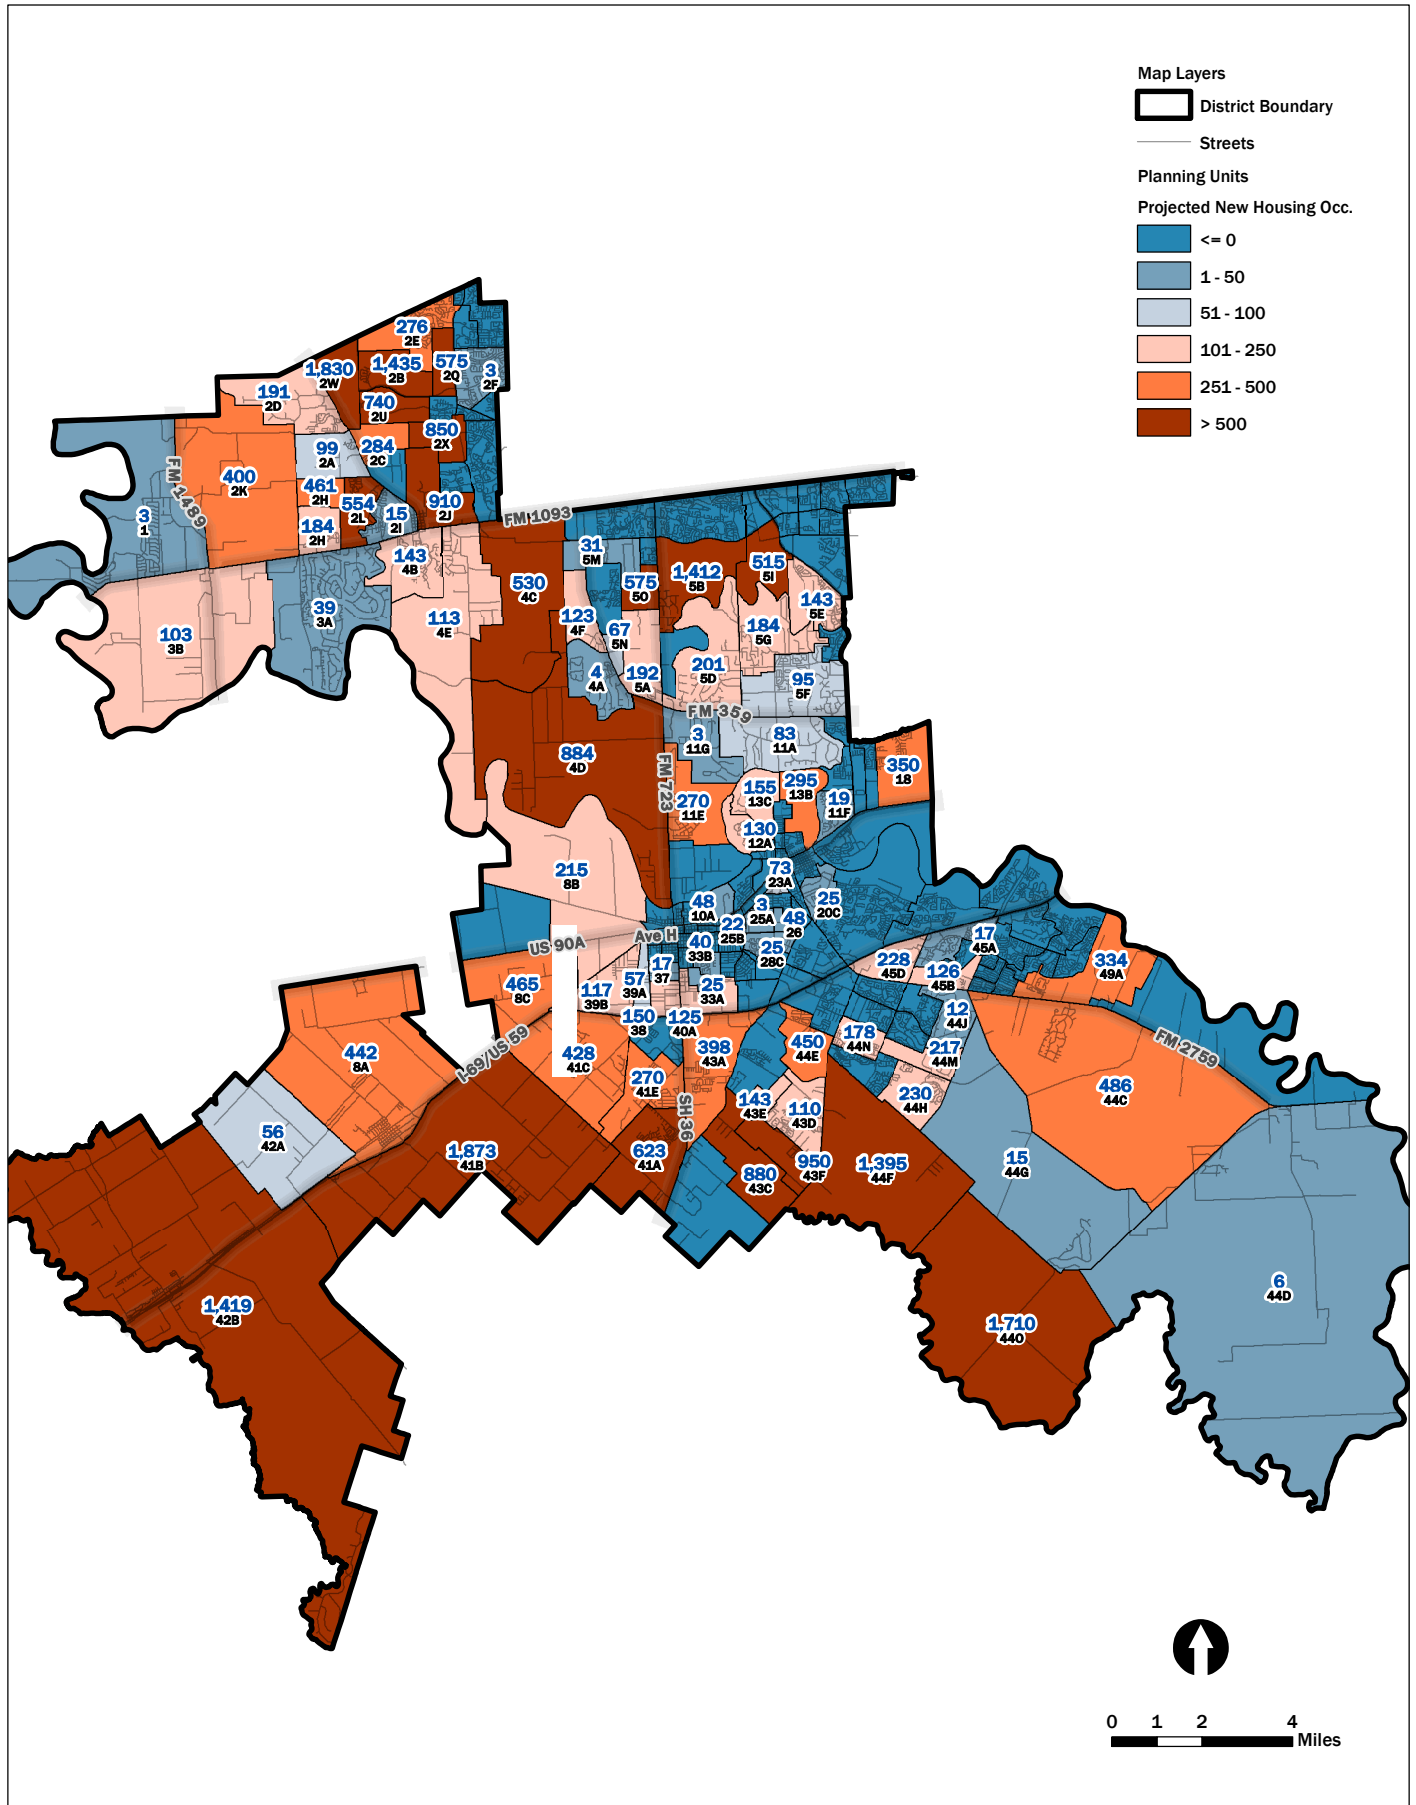 Map Layers
District Boundary
Streets
Planning Units
Projected New Housing Occ.
<= 0
1 - 50
51 - 100
101 - 250
251 - 500
> 500
276
2E
1,830
2W
1,435
2B
575
2Q
3
2F
191
2D
740
2U
850
2X
99
2A
284
2C
400
2K
461
2H
554
2L
15
2I
910
2J
184
2H
3
1
FM 1489
FM 1093
143
4B
31
5M
530
4C
575
5O
1,412
5B
515
5I
39
3A
113
4E
123
4F
67
5N
143
5E
184
5G
103
3B
4
4A
192
5A
201
5D
95
5F
FM 359
3
11G
83
11A
884
4D
FM 723
350
18
270
11E
155
13C
295
13B
19
11F
130
12A
215
8B
73
23A
48
10A
3
25A
25
20C
22
25B
48
26
US 90A
Ave H
40
33B
25
28C
17
45A
228
45D
126
45B
334
49A
465
8C
117
39B
57
39A
17
37
25
33A
12
44J
150
38
125
40A
178
44N
217
44M
FM 2759
I-69/US 59
442
8A
428
41C
398
43A
450
44E
270
41E
230
44H
486
44C
SH 36
143
43E
110
43D
56
42A
1,873
41B
623
41A
880
43C
950
43F
1,395
44F
15
44G
6
44D
1,419
42B
1,710
44O
0 1 2 4
Miles